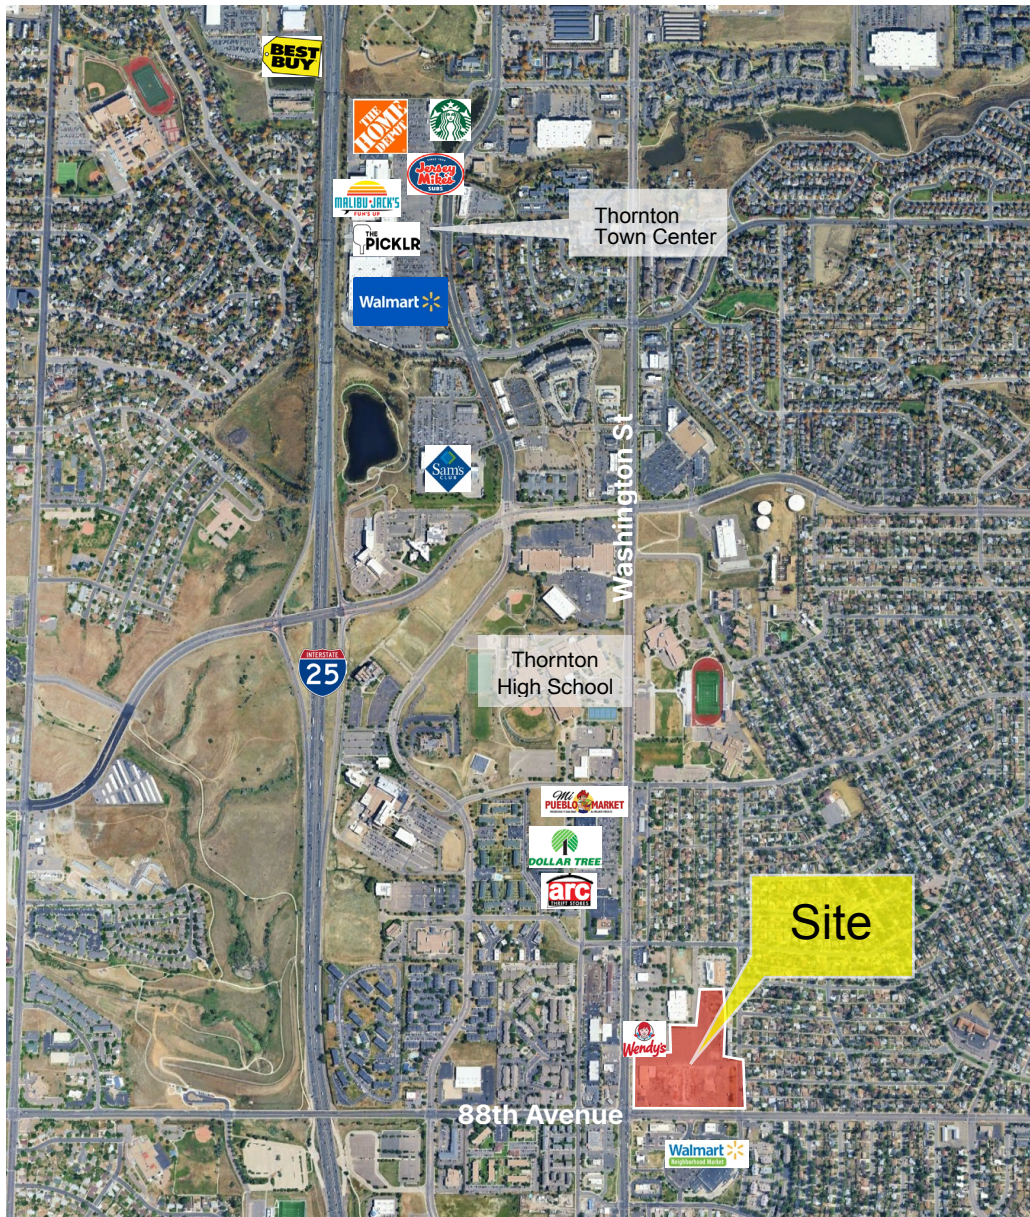 BEST
BUY
THE
HOME
DEPOT
SINCE 1956
Jersey
Mike's
SUBS
MALIBU JACK'S
FUN'S UP
THE
PICKLR
Thornton
Town Center
Walmart
Sam's
CLUB
Washington St
INTERSTATE
25
Thornton
High School
Mi
PUEBLO MARKET
DOLLAR TREE
arc
THRIFT STORES
Site
Wendy's
88th Avenue
Walmart
Neighborhood Market